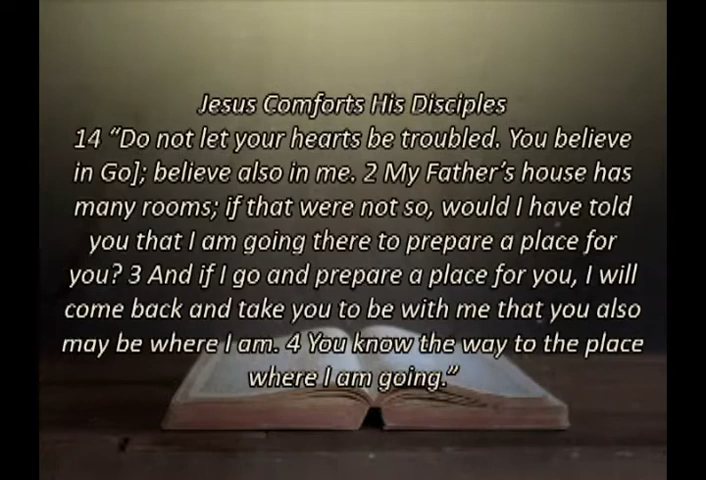 Jesus Comforts His Disciples
14 “Do not let your hearts be troubled. You believe
in Go]; believe also in me. 2 My Father’s house has
many rooms; if that were not so, would I have told
you that I am going there to prepare a place for
you? 3 And if I go and prepare a place for you, I will
come back and take you to be with me that you also
may be where I am. 4 You know the way to the place
where I am going.”